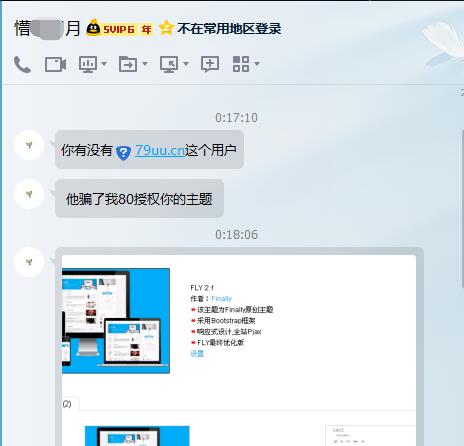 懵 月 SVIP6 年 不在常用地区登录
0:17:10
你有没有 79uu.cn这个用户
他骗了我80授权你的主题
0:18:06
FLY 2.f
作者：Finally
该主题为Finally原创主题
采用Bootstrap框架
响应式设计,全站Pjax
FLY最终优化版
设置
(2)